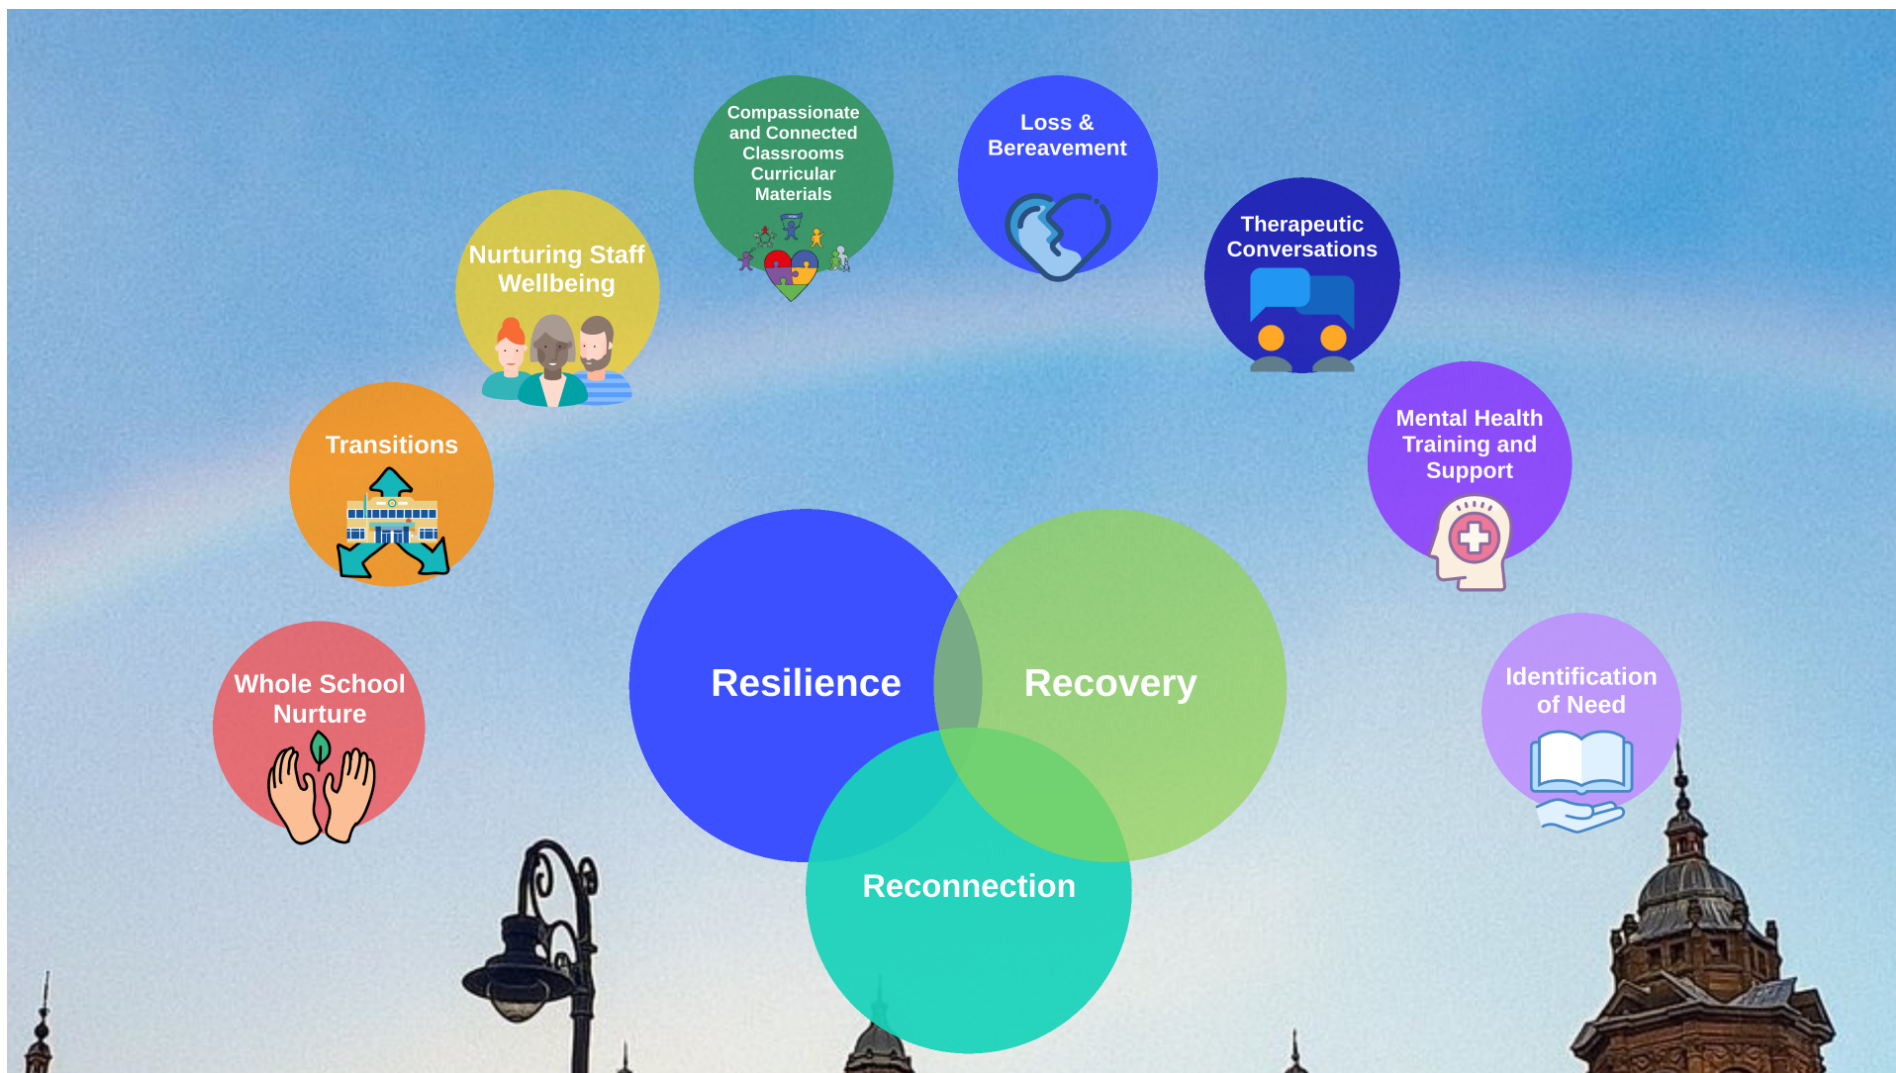 Compassionate
and Connected
Classrooms
Curricular
Materials
Loss &
Bereavement
Therapeutic
Conversations
Nurturing Staff
Wellbeing
Mental Health
Training and
Support
Transitions
Resilience
Recovery
Whole School
Nurture
Identification
of Need
Reconnection